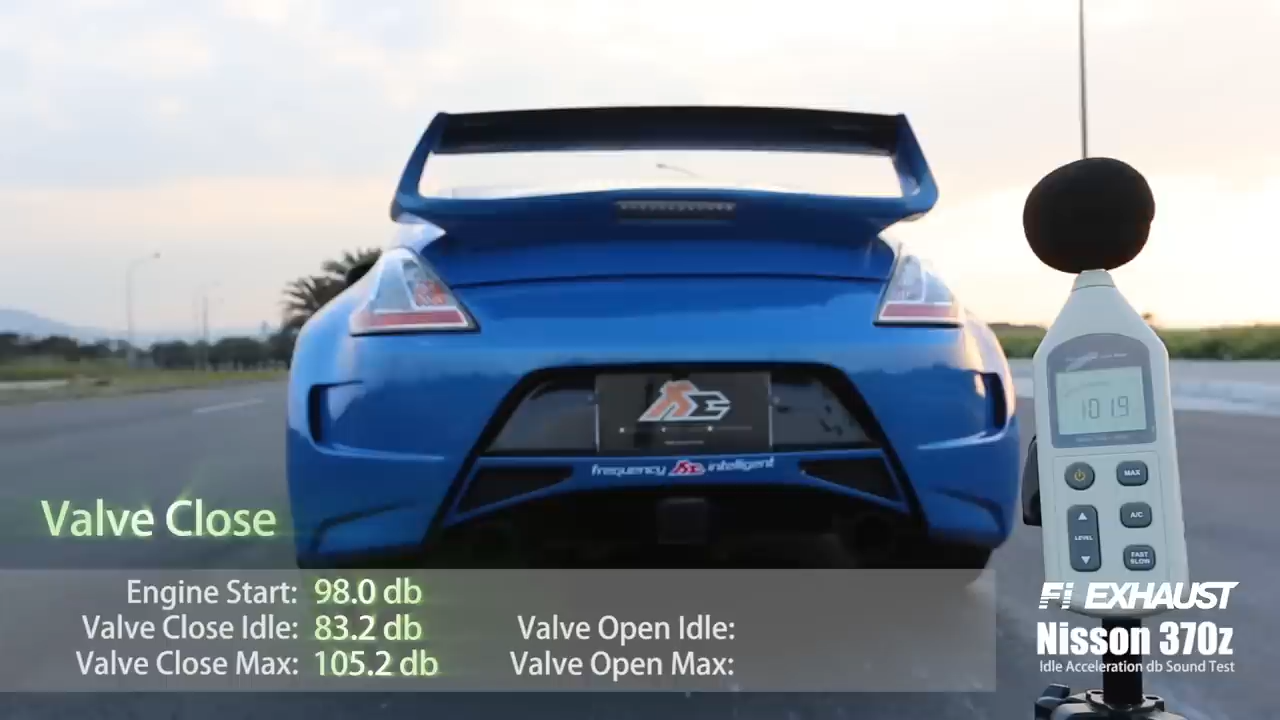 101.9
MAX
A/C
LEVEL
FAST
SLOW
frequency Fi intelligent
Valve Close
Engine Start: 98.0 db
Valve Close Idle: 83.2 db
Valve Close Max: 105.2 db
Valve Open Idle:
Valve Open Max:
Fi EXHAUST
Nisson 370z
Idle Acceleration db Sound Test